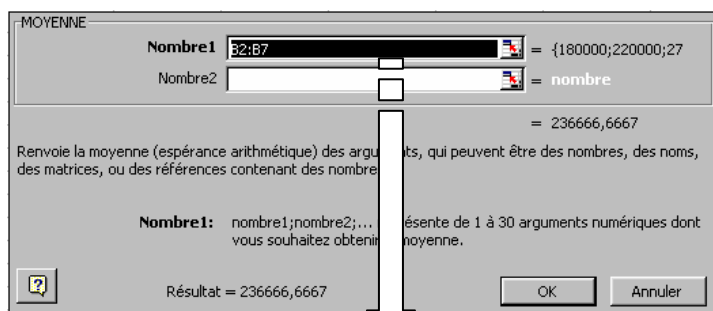 MOYENNE
Nombre1 B2:B7 = {180000;220000;27
Nombre2 = nombre
= 236666,6667
Renvoie la moyenne (espérance arithmétique) des argu ts, qui peuvent être des nombres, des noms,
des matrices, ou des références contenant des nombre
Nombre1: nombre1;nombre2;... ésente de 1 à 30 arguments numériques dont
vous souhaitez obtenir moyenne.
Résultat = 236666,6667
OK
Annuler